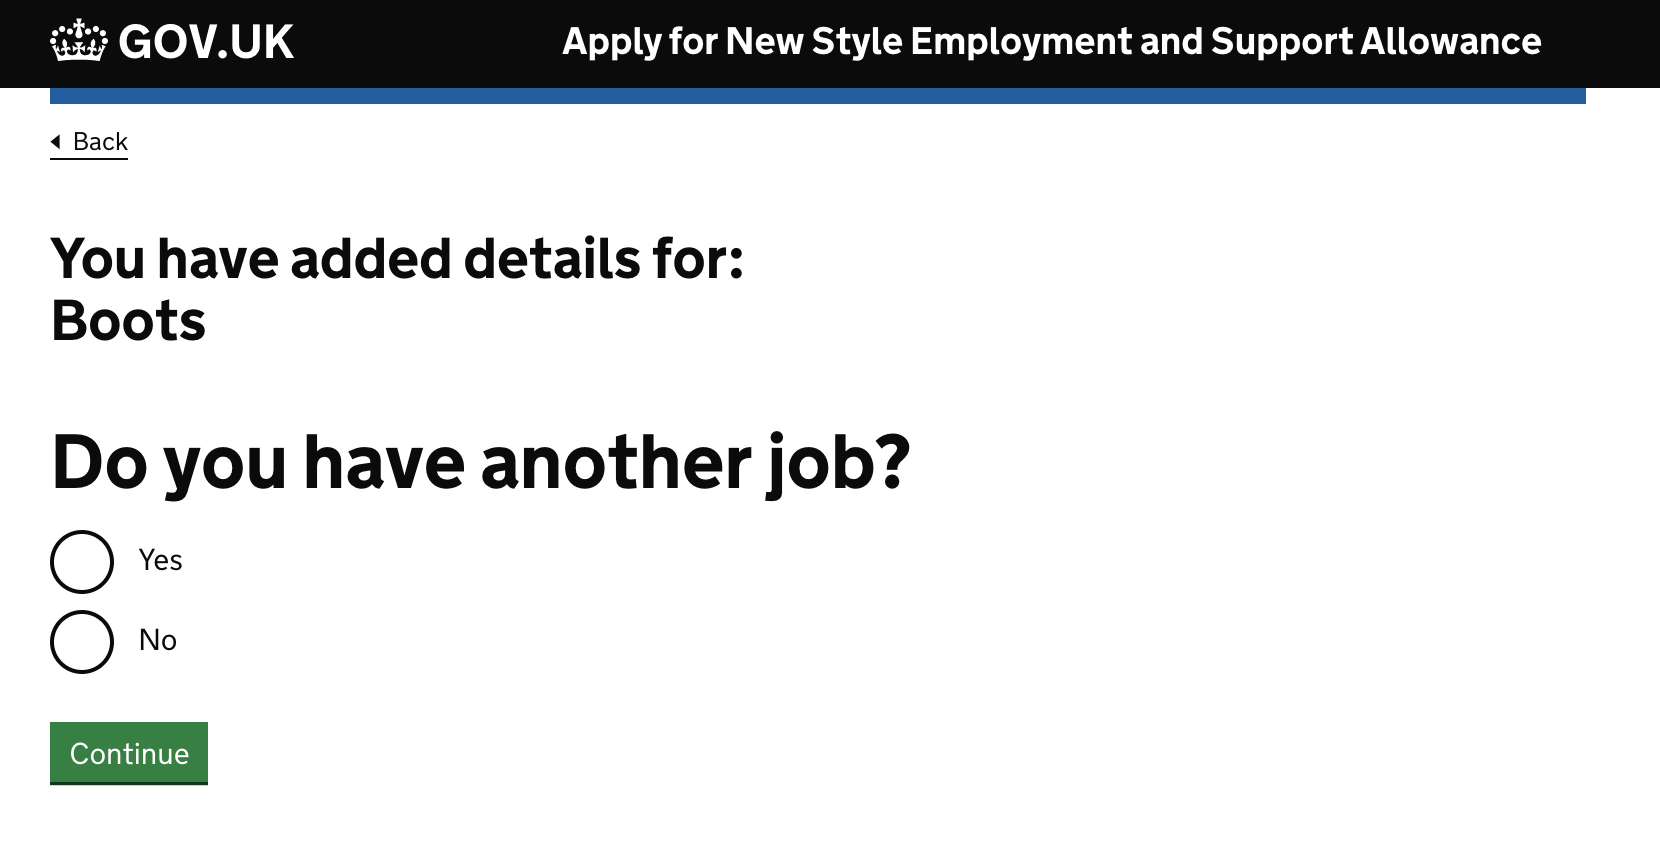 GOV.UK
Apply for New Style Employment and Support Allowance
Back
You have added details for:
Boots
Do you have another job?
Yes
No
Continue